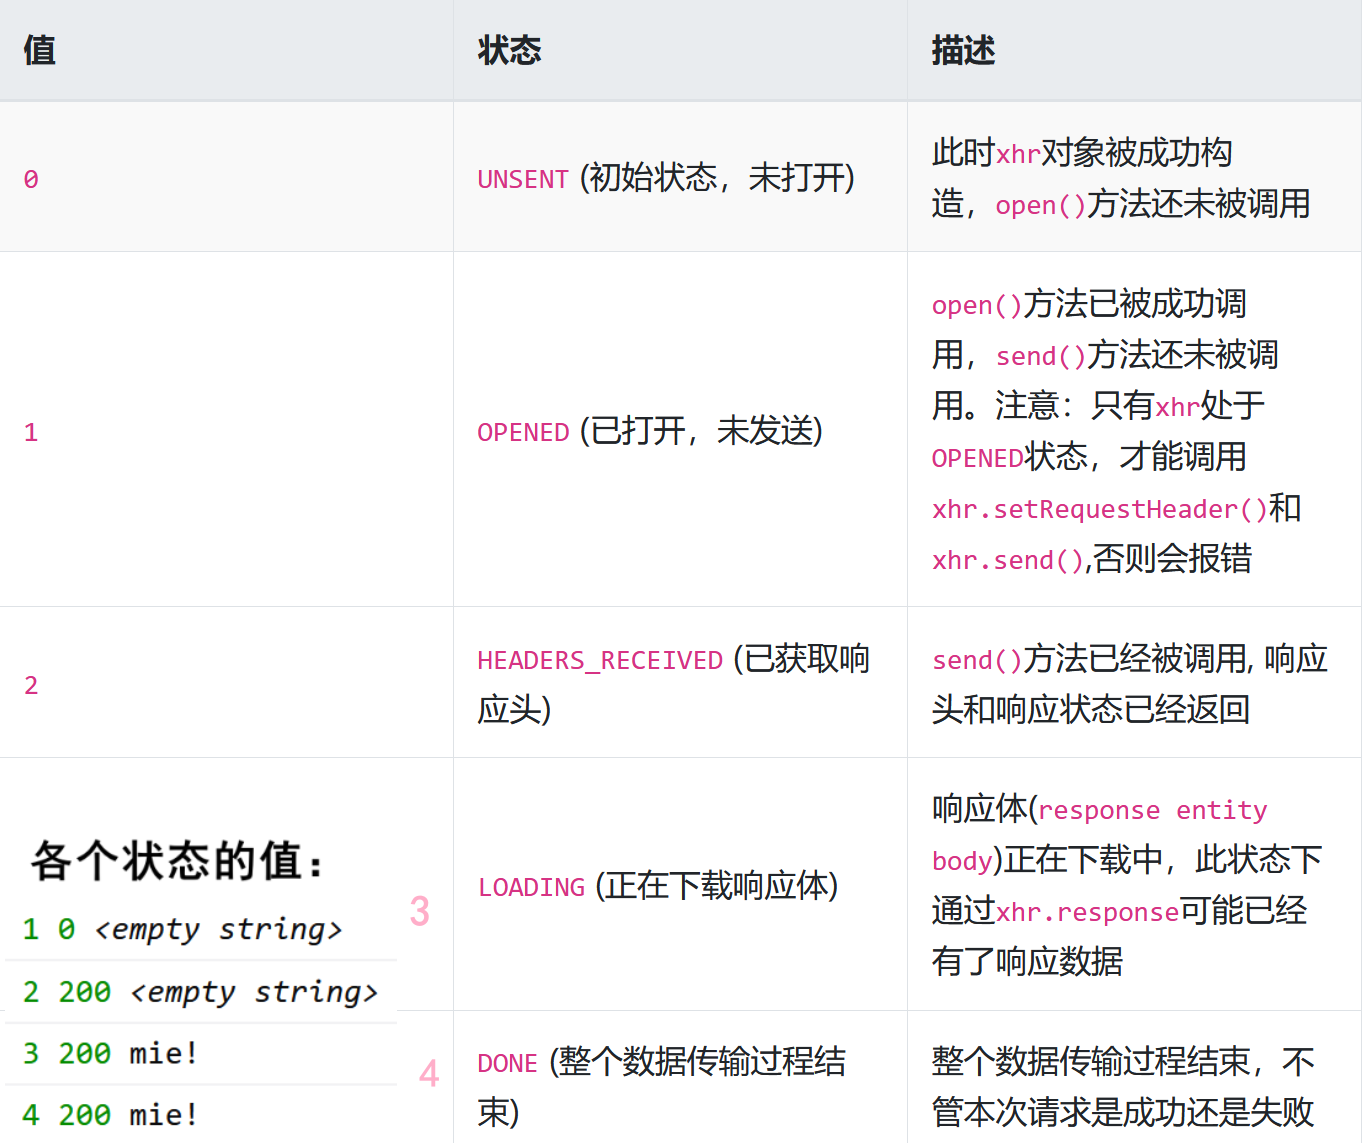 值
状态
描述
0
UNSENT (初始状态，未打开)
此时xhr对象被成功构
造，open()方法还未被调用
1
OPENED (已打开，未发送)
open()方法已被成功调
用，send()方法还未被调
用。注意：只有xhr处于
OPENED状态，才能调用
xhr.setRequestHeader()和
xhr.send(),否则会报错
2
HEADERS_RECEIVED (已获取响
应头)
send()方法已经被调用, 响应
头和响应状态已经返回
3
LOADING (正在下载响应体)
响应体(response entity
body)正在下载中，此状态下
通过xhr.response可能已经
有了响应数据
4
DONE (整个数据传输过程结
束)
整个数据传输过程结束，不
管本次请求是成功还是失败
各个状态的值：
1 0 <empty string>
2 200 <empty string>
3 200 mie!
4 200 mie!